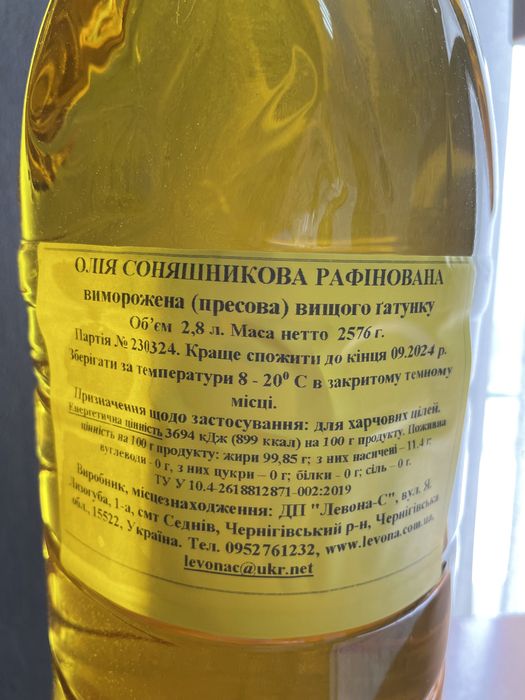 ОЛІЯ СОНЯШНИКОВА РАФІНОВАНА
виморожена (пресова) вищого ґатунку
Об'єм 2,8 л. Маса нетто 2576 г.
Партія № 230324. Краще спожити до кінця 09.2024 р.
Зберігати за температури 8 - 20⁰ С в закритому темному
місці.
Призначення щодо застосування: для харчових цілей.
Енергетична цінність 3694 кДж (899 ккал) на 100 г продукту. Поживна
цінність на 100 г продукту: жири 99,85 г; з них насичені – 11,4 г;
вуглеводи - 0 г, з них цукри – 0 г; білки - 0 г; сіль – 0 г.
ТУ У 10.4-2618812871-002:2019
Виробник, місцезнаходження: ДП "Левона-С", вул. Я.
Лизогуба, 1-а, смт Седнів, Чернігівський р-н, Чернігівська
обл., 15522, Україна. Тел. 0952761232, www.levona.com.ua,
levonac@ukr.net